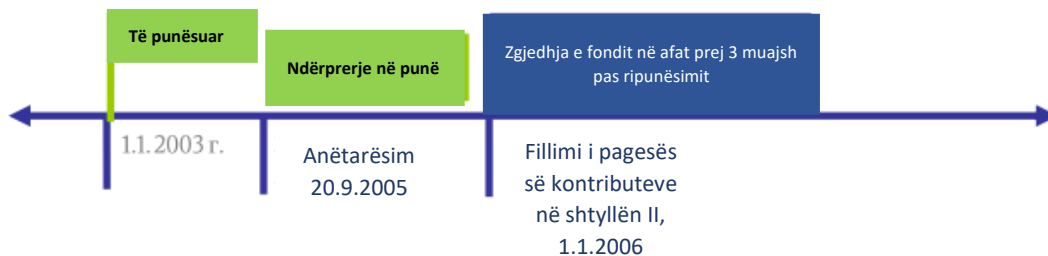 Të punësuar
Ndërprerje në punë
Zgjedhja e fondit në afat prej 3 muajsh
pas ripunësimit
1.1.2003 г.
Anëtarësim
20.9.2005
Fillimi i pagesës
së kontributeve
në shtyllën II,
1.1.2006